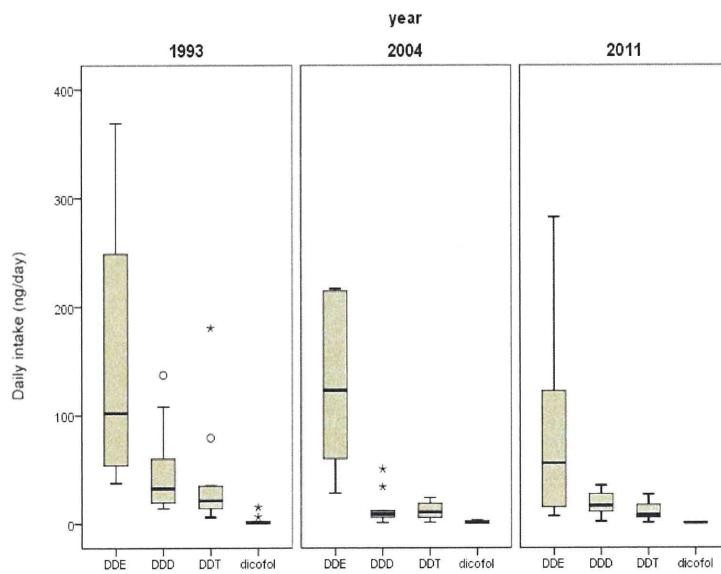 year
1993 2004 2011
400
300
200
100
0
Daily intake (ng/day)
DDE DDD DDT dicofol DDE DDD DDT dicofol DDE DDD DDT dicofol